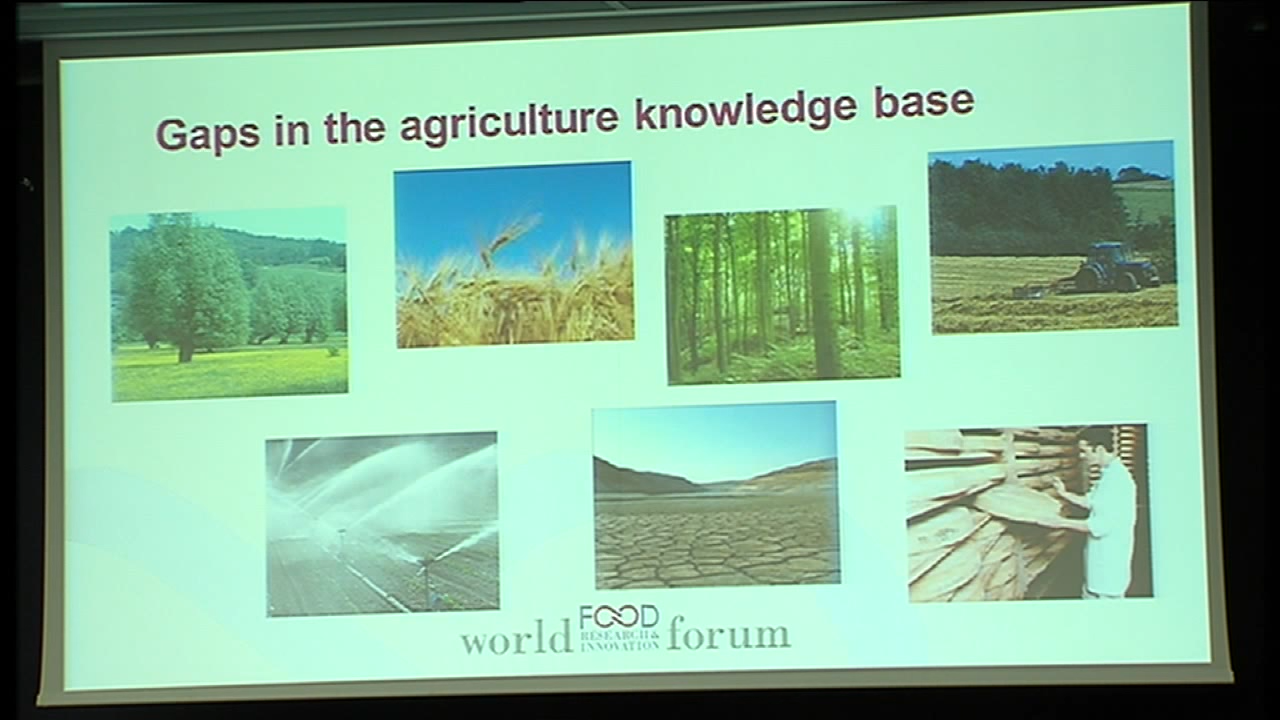 Gaps in the agriculture knowledge base
world FOOD RESEARCH & INNOVATION forum